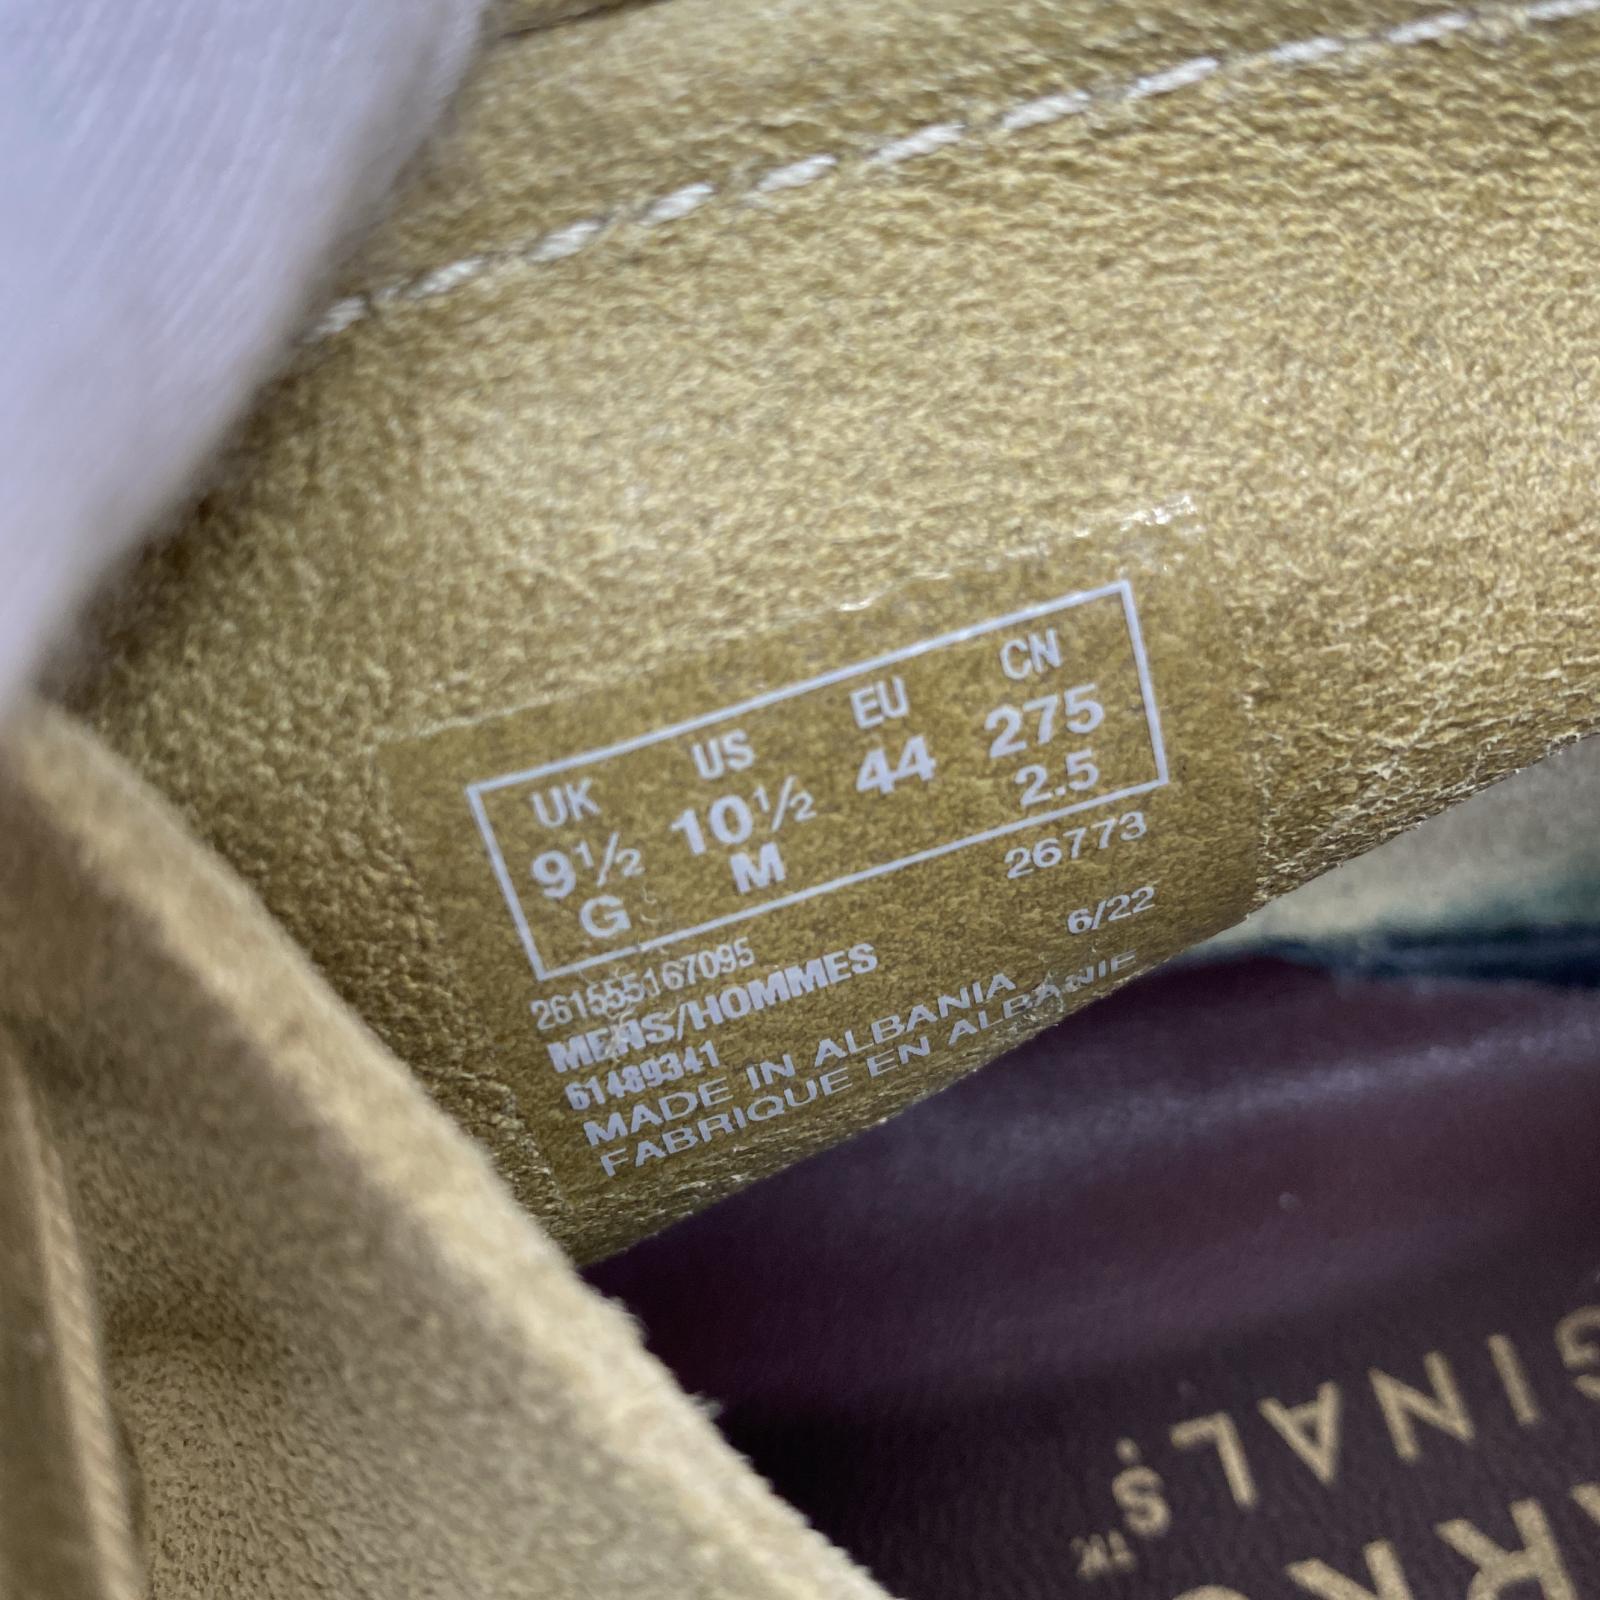 UK US EU CN
9½ 10½ 44 275
G M 2.5
26773
261555167095
6/22
MENS/HOMMES
61489341
MADE IN ALBANIA
FABRIQUE EN ALBANIE